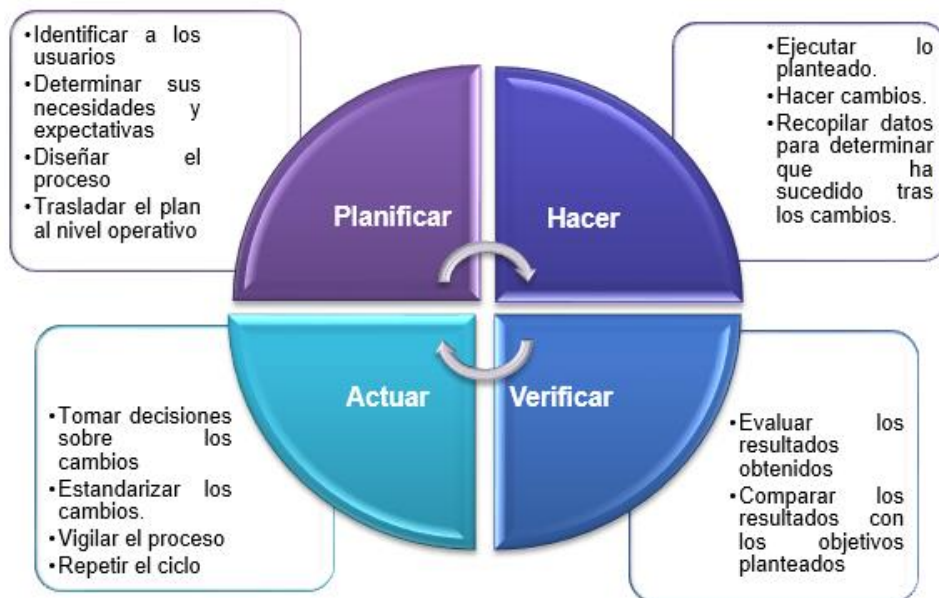 •Identificar a los
usuarios
•Determinar sus
necesidades y
expectativas
•Diseñar el
proceso
•Trasladar el plan
al nivel operativo
Planificar
Hacer
•Ejecutar lo
planteado.
•Hacer cambios.
•Recopilar datos
para determinar
que ha
sucedido tras
los cambios.
Actuar
Verificar
•Tomar decisiones
sobre los
cambios
•Estandarizar los
cambios.
•Vigilar el proceso
•Repetir el ciclo
•Evaluar los
resultados
obtenidos
•Comparar los
resultados con
los objetivos
planteados